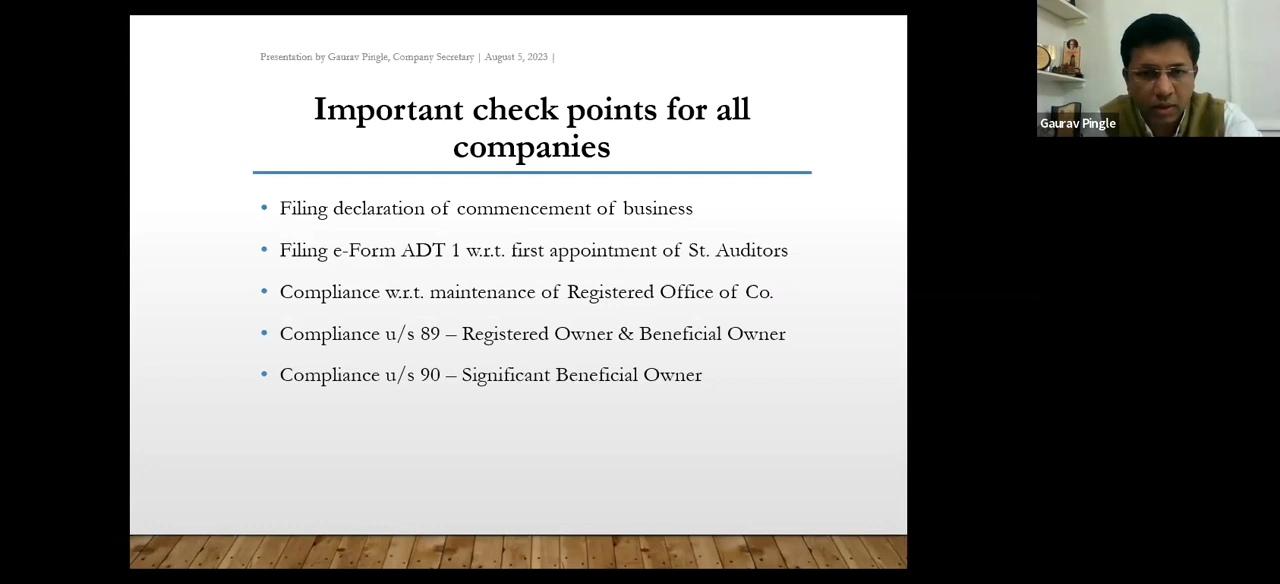 Presentation by Gaurav Pingle, Company Secretary | August 5, 2023 |
Important check points for all
companies
• Filing declaration of commencement of business
• Filing e-Form ADT 1 w.r.t. first appointment of St. Auditors
• Compliance w.r.t. maintenance of Registered Office of Co.
• Compliance u/s 89 – Registered Owner & Beneficial Owner
• Compliance u/s 90 – Significant Beneficial Owner
Gaurav Pingle